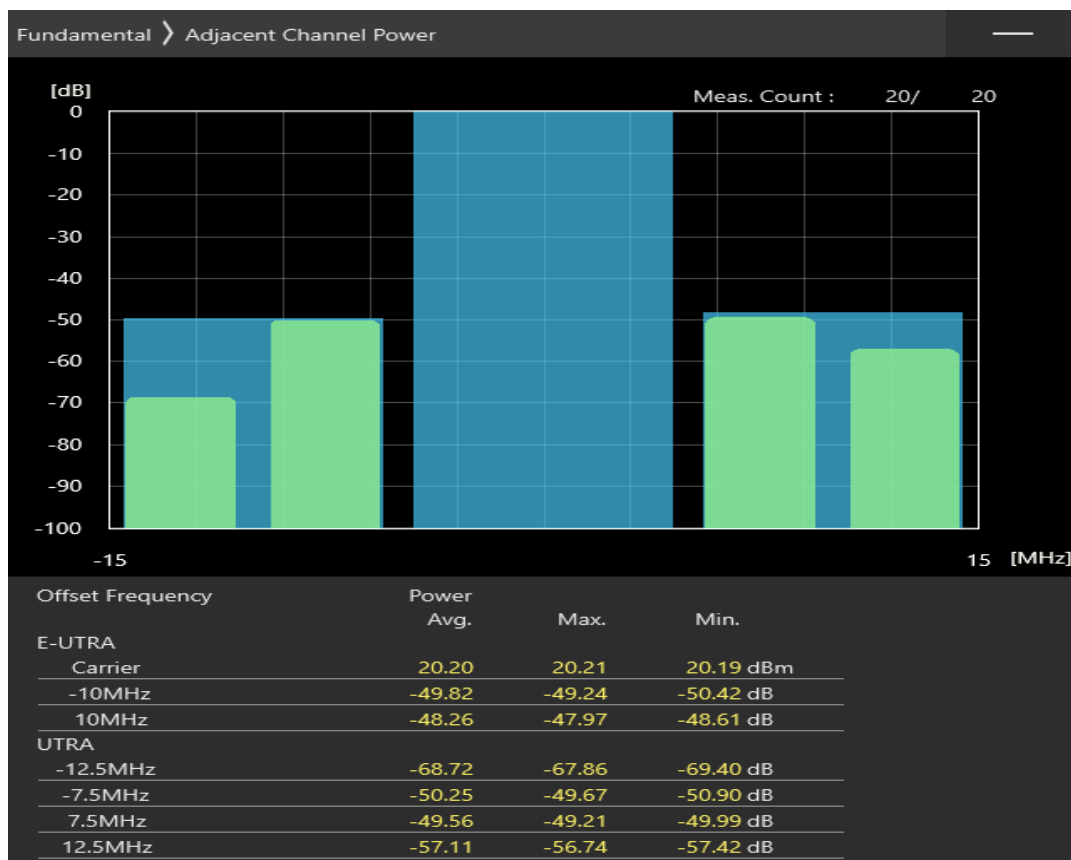 Fundamental ❯ Adjacent Channel Power
[dB]
Meas. Count : 20/ 20
0
-10
-20
-30
-40
-50
-60
-70
-80
-90
-100
-15 15 [MHz]
Offset Frequency Power
Avg. Max. Min.
E-UTRA
Carrier 20.20 20.21 20.19 dBm
-10MHz -49.82 -49.24 -50.42 dB
10MHz -48.26 -47.97 -48.61 dB
UTRA
-12.5MHz -68.72 -67.86 -69.40 dB
-7.5MHz -50.25 -49.67 -50.90 dB
7.5MHz -49.56 -49.21 -49.99 dB
12.5MHz -57.11 -56.74 -57.42 dB